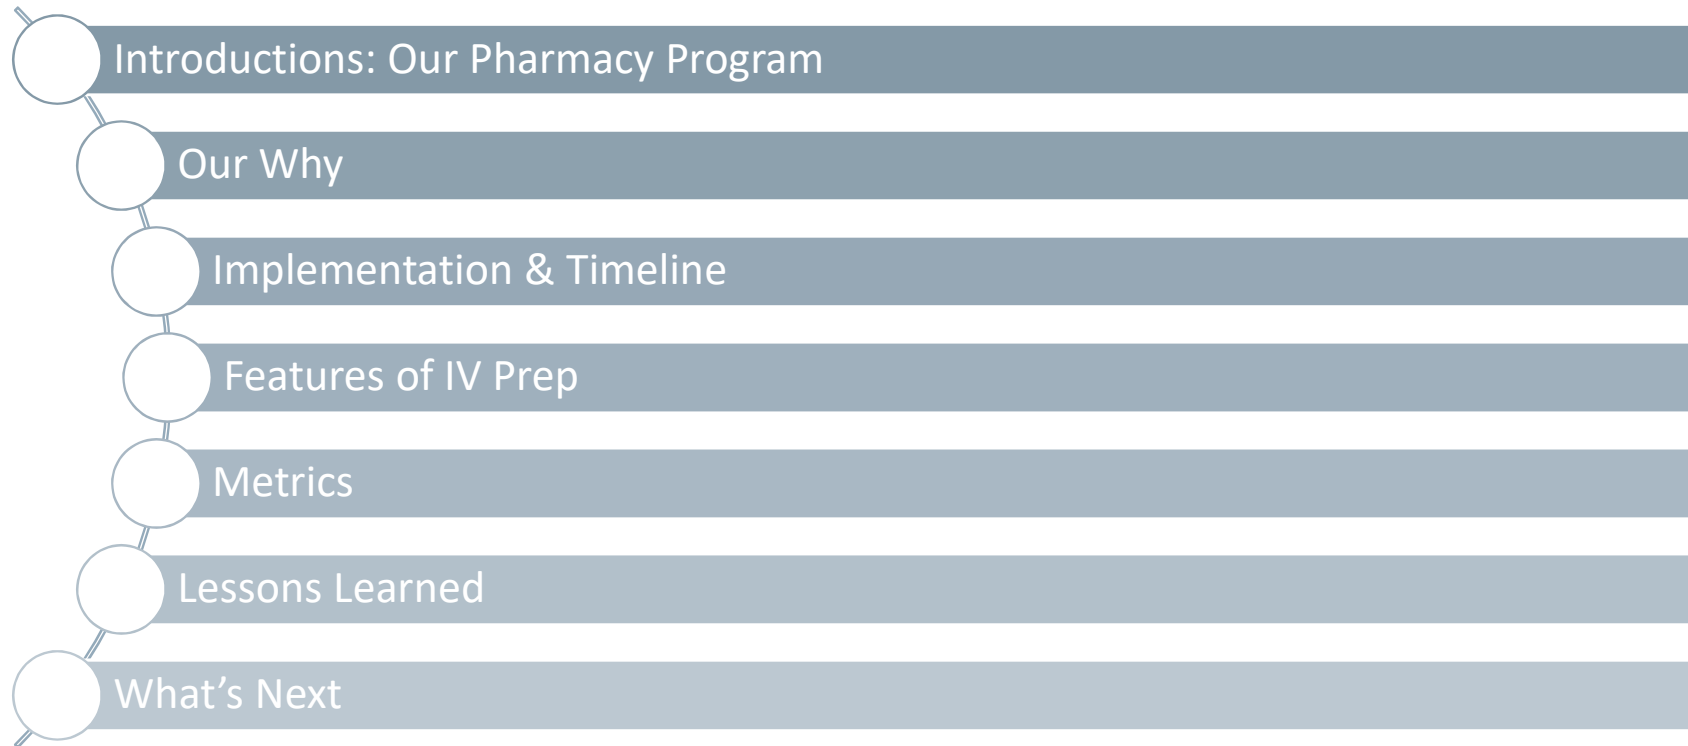 Introductions: Our Pharmacy Program
Our Why
Implementation & Timeline
Features of IV Prep
Metrics
Lessons Learned
What’s Next